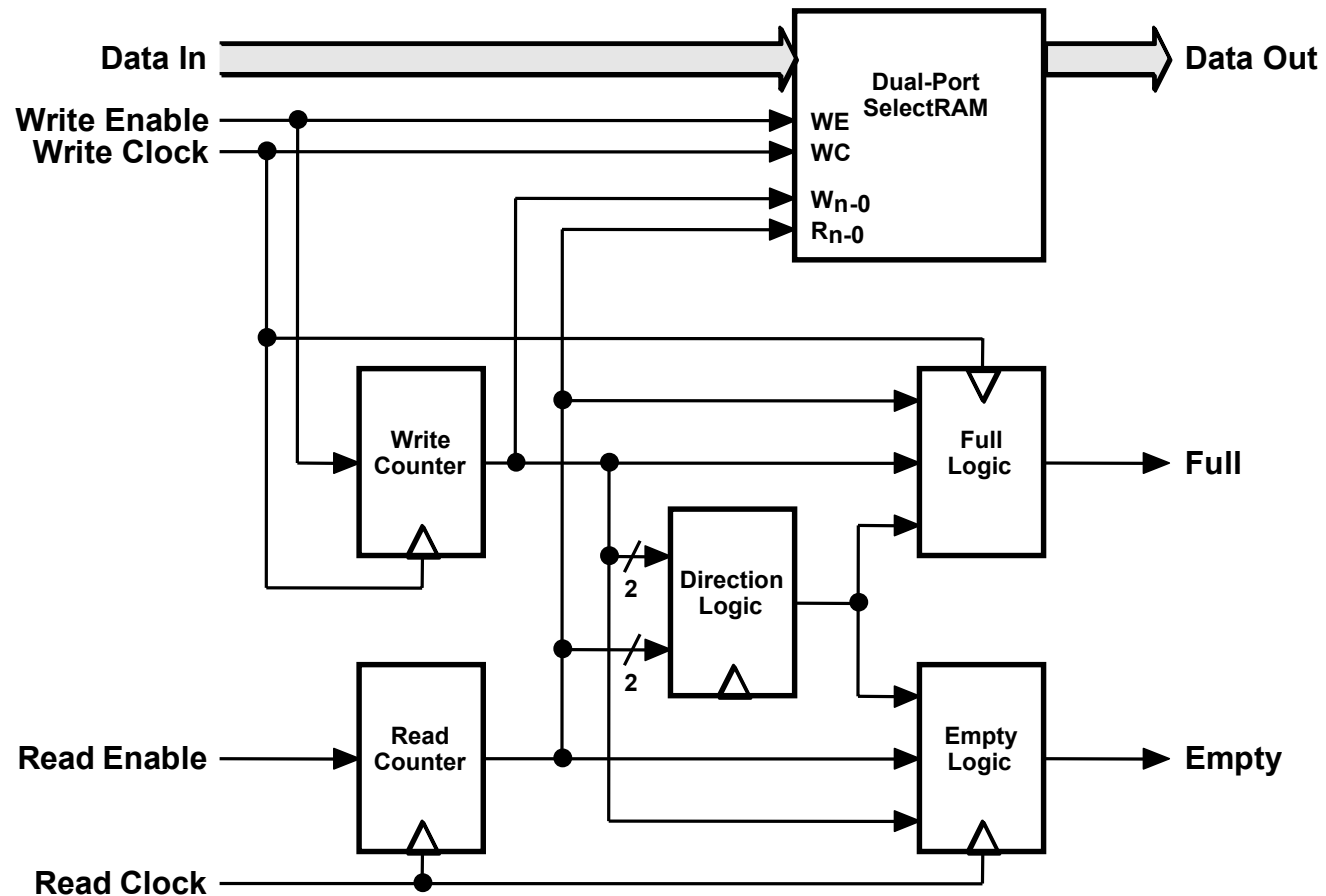 Data In
Data Out
Dual-Port
SelectRAM
Write Enable
WE
Write Clock
WC
Wn-0
Rn-0
Write
Counter
Full
Logic
Full
2
Direction
Logic
2
Read Enable
Read
Counter
Empty
Logic
Empty
Read Clock